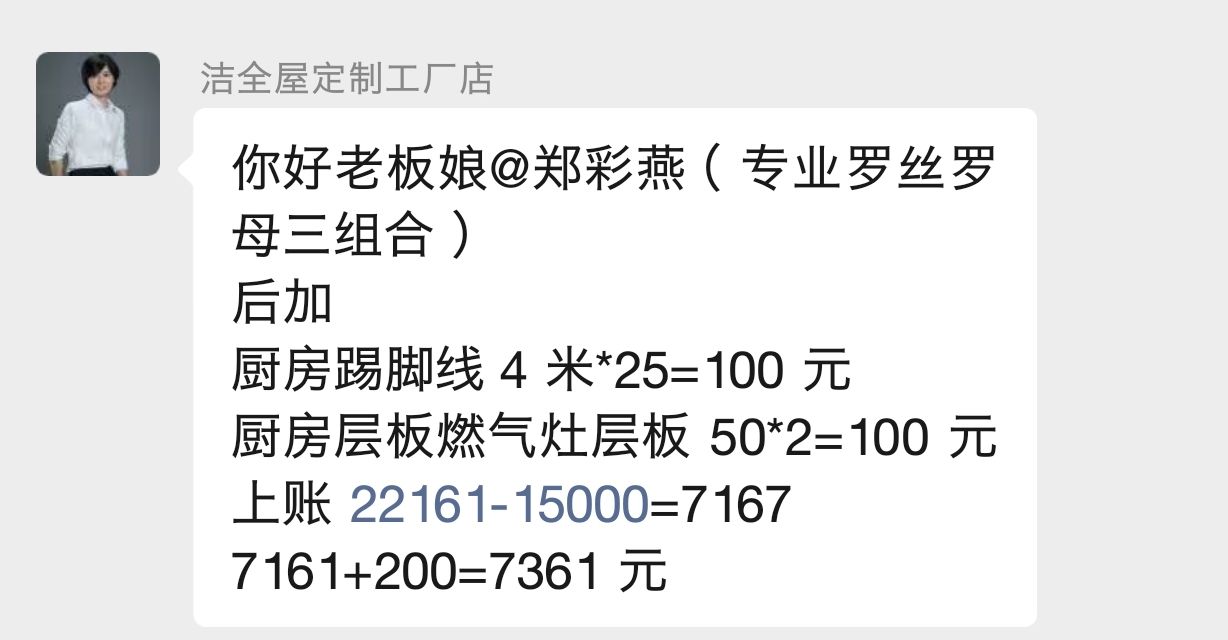 洁全屋定制工厂店
你好老板娘@郑彩燕（专业罗丝罗
母三组合）
后加
厨房踢脚线 4 米*25=100 元
厨房层板燃气灶层板 50*2=100 元
上账 22161-15000=7167
7161+200=7361 元